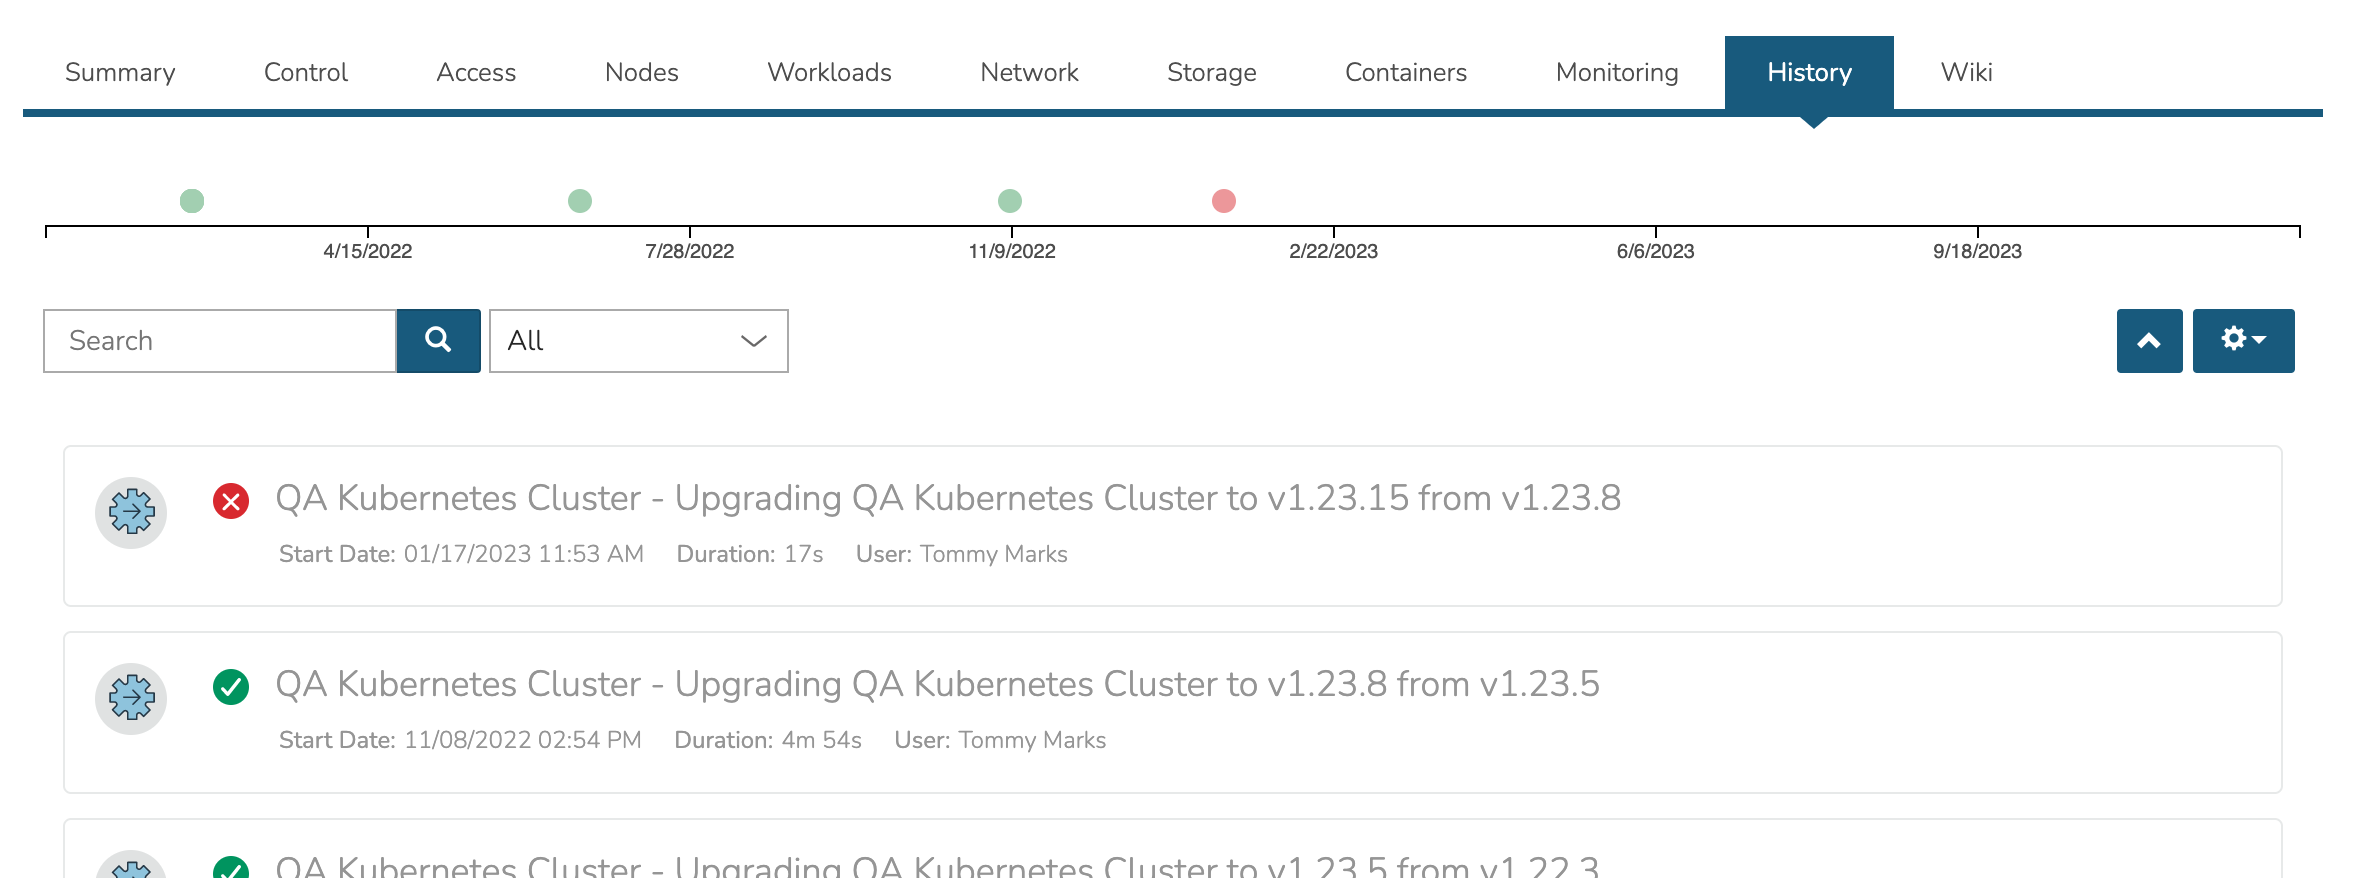 Summary Control Access Nodes Workloads Network Storage Containers Monitoring History Wiki
4/15/2022 7/28/2022 11/9/2022 2/22/2023 6/6/2023 9/18/2023
Search All
QA Kubernetes Cluster - Upgrading QA Kubernetes Cluster to v1.23.15 from v1.23.8
Start Date: 01/17/2023 11:53 AM Duration: 17s User: Tommy Marks
QA Kubernetes Cluster - Upgrading QA Kubernetes Cluster to v1.23.8 from v1.23.5
Start Date: 11/08/2022 02:54 PM Duration: 4m 54s User: Tommy Marks
QA Kubernetes Cluster - Upgrading QA Kubernetes Cluster to v1.23.5 from v1.22.3